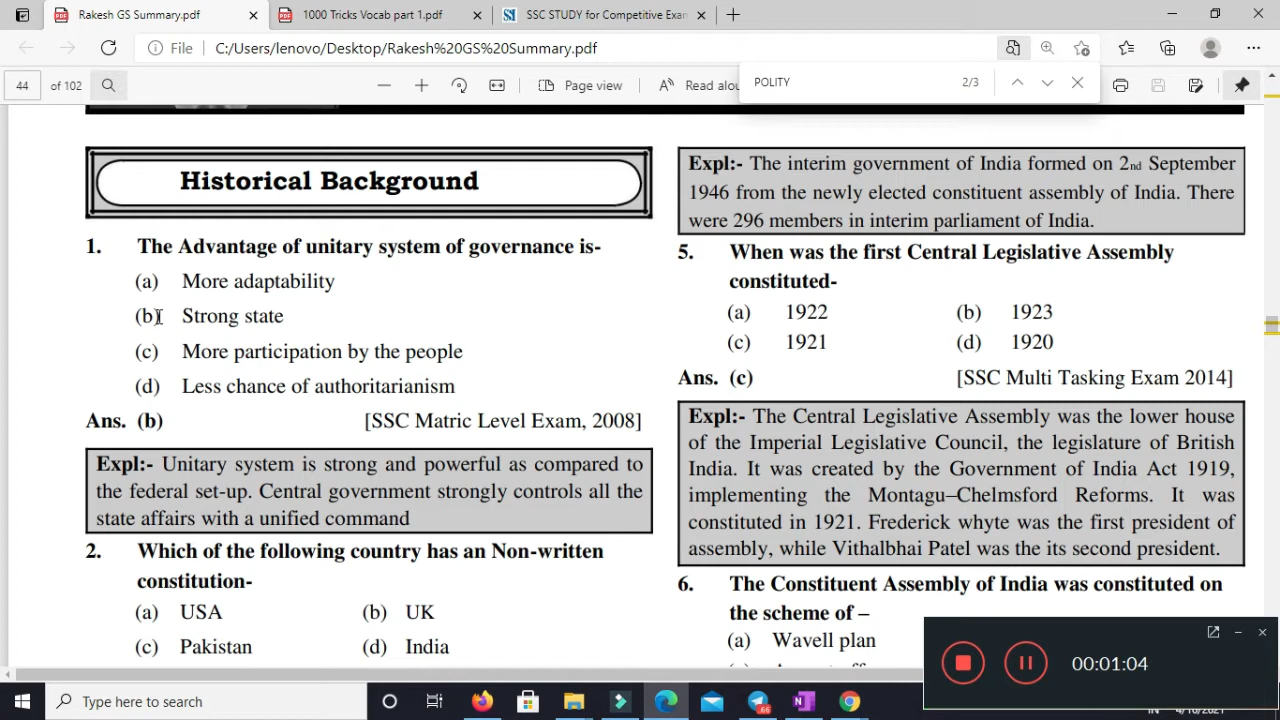 Rakesh GS Summary.pdf
1000 Tricks Vocab part 1.pdf
SSC STUDY for Competitive Exan
File
C:/Users/lenovo/Desktop/Rakesh%20GS%20Summary.pdf
44 of 102
Page view
Read alou
POLITY 2/3
Historical Background
1. The Advantage of unitary system of governance is-
(a) More adaptability
(b) Strong state
(c) More participation by the people
(d) Less chance of authoritarianism
Ans. (b) [SSC Matric Level Exam, 2008]
Expl:- Unitary system is strong and powerful as compared to
the federal set-up. Central government strongly controls all the
state affairs with a unified command
2. Which of the following country has an Non-written
constitution-
(a) USA (b) UK
(c) Pakistan (d) India
Expl:- The interim government of India formed on 2nd September
1946 from the newly elected constituent assembly of India. There
were 296 members in interim parliament of India.
5. When was the first Central Legislative Assembly
constituted-
(a) 1922 (b) 1923
(c) 1921 (d) 1920
Ans. (c) [SSC Multi Tasking Exam 2014]
Expl:- The Central Legislative Assembly was the lower house
of the Imperial Legislative Council, the legislature of British
India. It was created by the Government of India Act 1919,
implementing the Montagu–Chelmsford Reforms. It was
constituted in 1921. Frederick whyte was the first president of
assembly, while Vithalbhai Patel was the its second president.
6. The Constituent Assembly of India was constituted on
the scheme of –
(a) Wavell plan
00:01:04
Type here to search
66